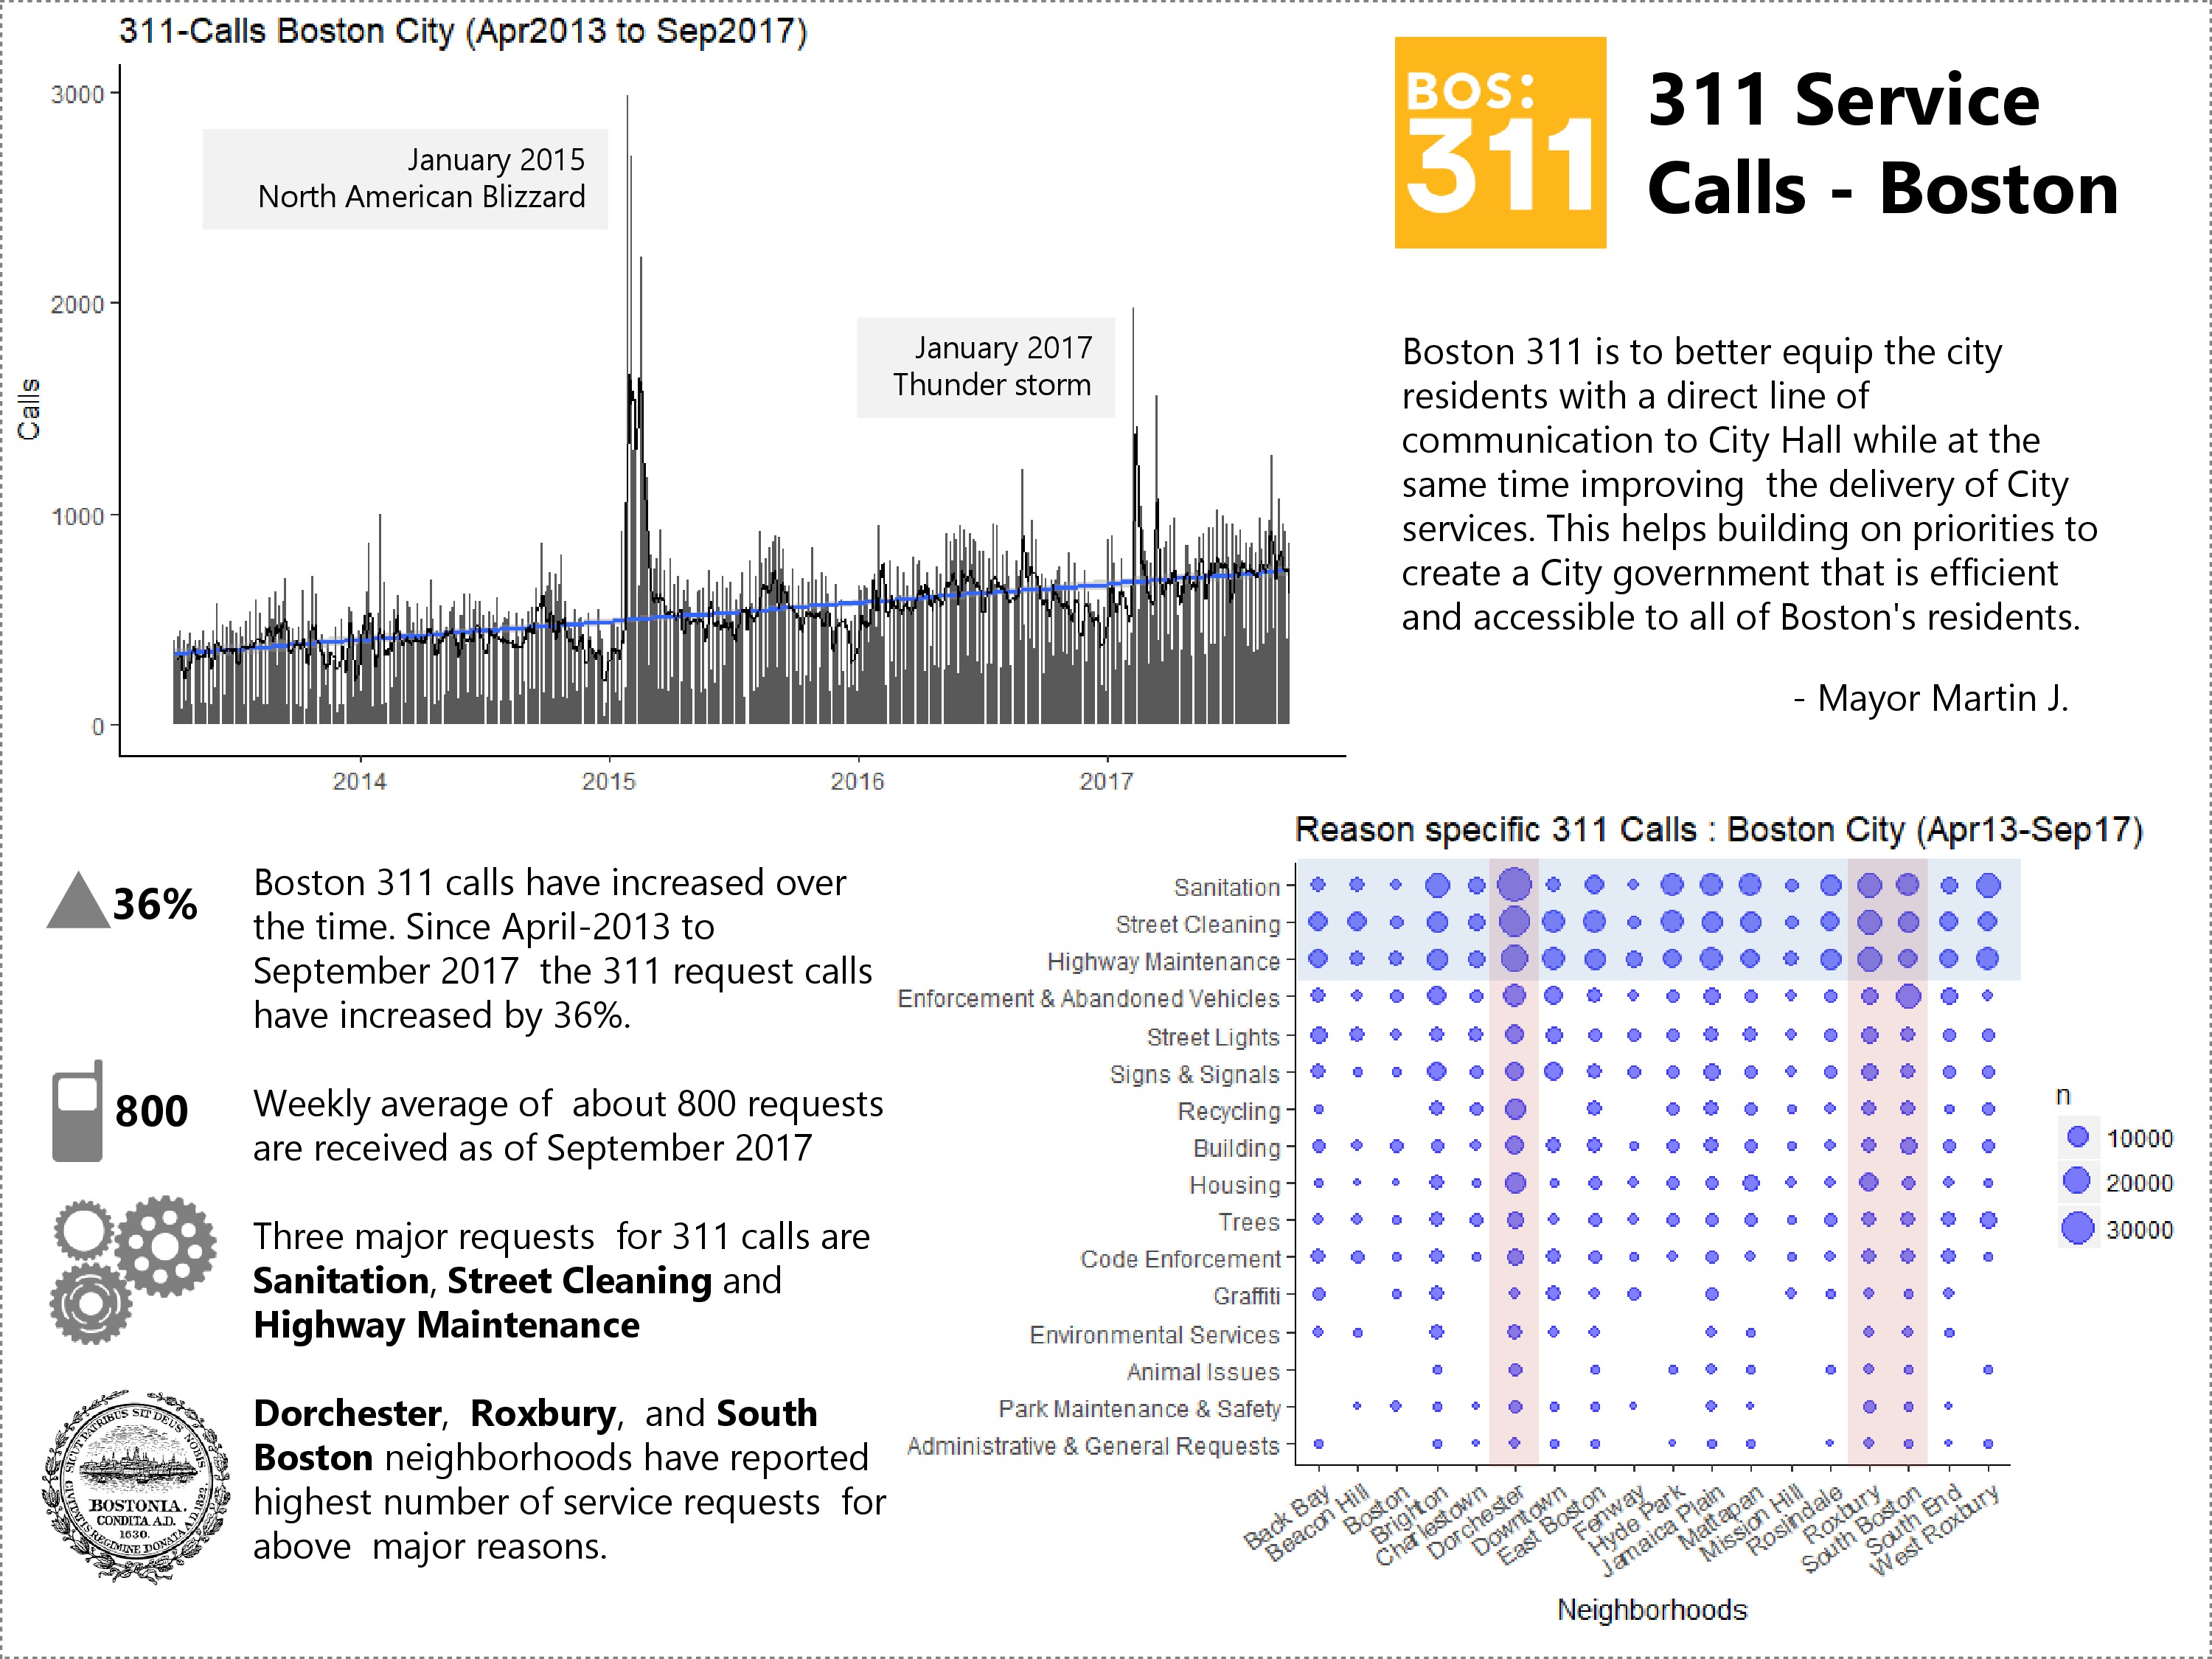 311-Calls Boston City (Apr2013 to Sep2017)
3000
2000
1000
0
Calls
January 2015
North American Blizzard
January 2017
Thunder storm
2014
2015
2016
2017
BOS:
311
311 Service
Calls - Boston
Boston 311 is to better equip the city
residents with a direct line of
communication to City Hall while at the
same time improving  the delivery of City
services. This helps building on priorities to
create a City government that is efficient
and accessible to all of Boston's residents.
- Mayor Martin J.
36%
Boston 311 calls have increased over
the time. Since April-2013 to
September 2017  the 311 request calls
have increased by 36%.
800
Weekly average of  about 800 requests
are received as of September 2017
Three major requests  for 311 calls are
Sanitation, Street Cleaning and
Highway Maintenance
SICUT PATRIBUS SIT DEUS NOBIS
BOSTONIA.
CONDITA A.D.
1630.
CIVITATIS REGIMINE DONATA A.D. 1822.
Dorchester,  Roxbury,  and South
Boston neighborhoods have reported
highest number of service requests  for
above  major reasons.
Reason specific 311 Calls : Boston City (Apr13-Sep17)
Sanitation
Street Cleaning
Highway Maintenance
Enforcement & Abandoned Vehicles
Street Lights
Signs & Signals
Recycling
Building
Housing
Trees
Code Enforcement
Graffiti
Environmental Services
Animal Issues
Park Maintenance & Safety
Administrative & General Requests
Back Bay
Beacon Hill
Boston
Brighton
Charlestown
Dorchester
Downtown
East Boston
Fenway
Hyde Park
Jamaica Plain
Mattapan
Mission Hill
Roslindale
Roxbury
South Boston
South End
West Roxbury
Neighborhoods
n
10000
20000
30000